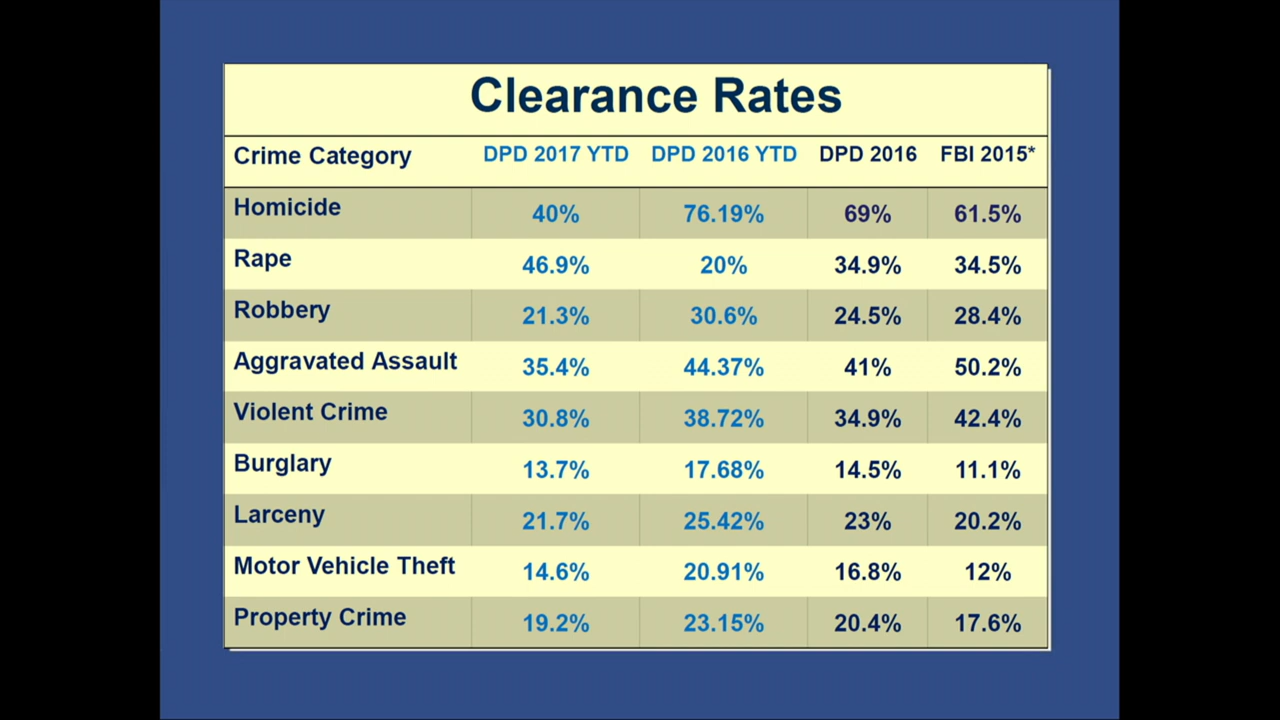 Clearance Rates
Crime Category DPD 2017 YTD DPD 2016 YTD DPD 2016 FBI 2015*
Homicide 40% 76.19% 69% 61.5%
Rape 46.9% 20% 34.9% 34.5%
Robbery 21.3% 30.6% 24.5% 28.4%
Aggravated Assault 35.4% 44.37% 41% 50.2%
Violent Crime 30.8% 38.72% 34.9% 42.4%
Burglary 13.7% 17.68% 14.5% 11.1%
Larceny 21.7% 25.42% 23% 20.2%
Motor Vehicle Theft 14.6% 20.91% 16.8% 12%
Property Crime 19.2% 23.15% 20.4% 17.6%